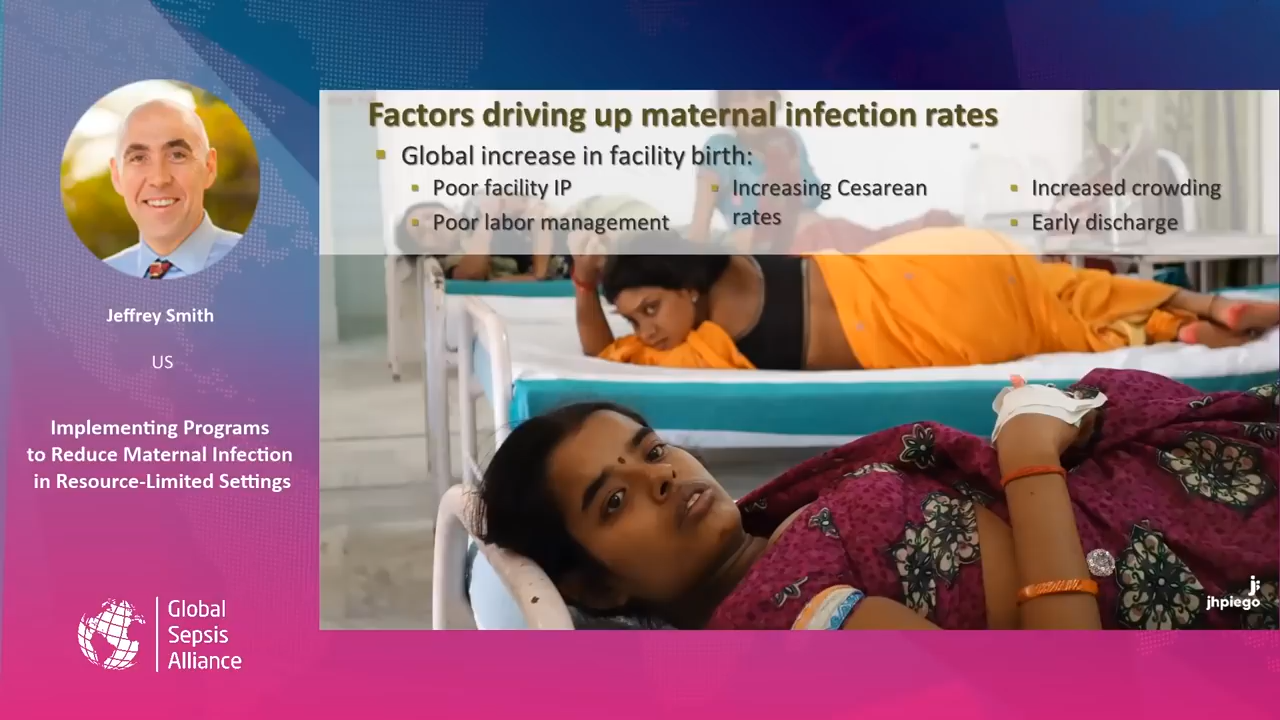 Factors driving up maternal infection rates
Global increase in facility birth:
Poor facility IP
Poor labor management
Increasing Cesarean
rates
Increased crowding
Early discharge
Jeffrey Smith
US
Implementing Programs
to Reduce Maternal Infection
in Resource-Limited Settings
Global
Sepsis
Alliance
j:
jhpiego